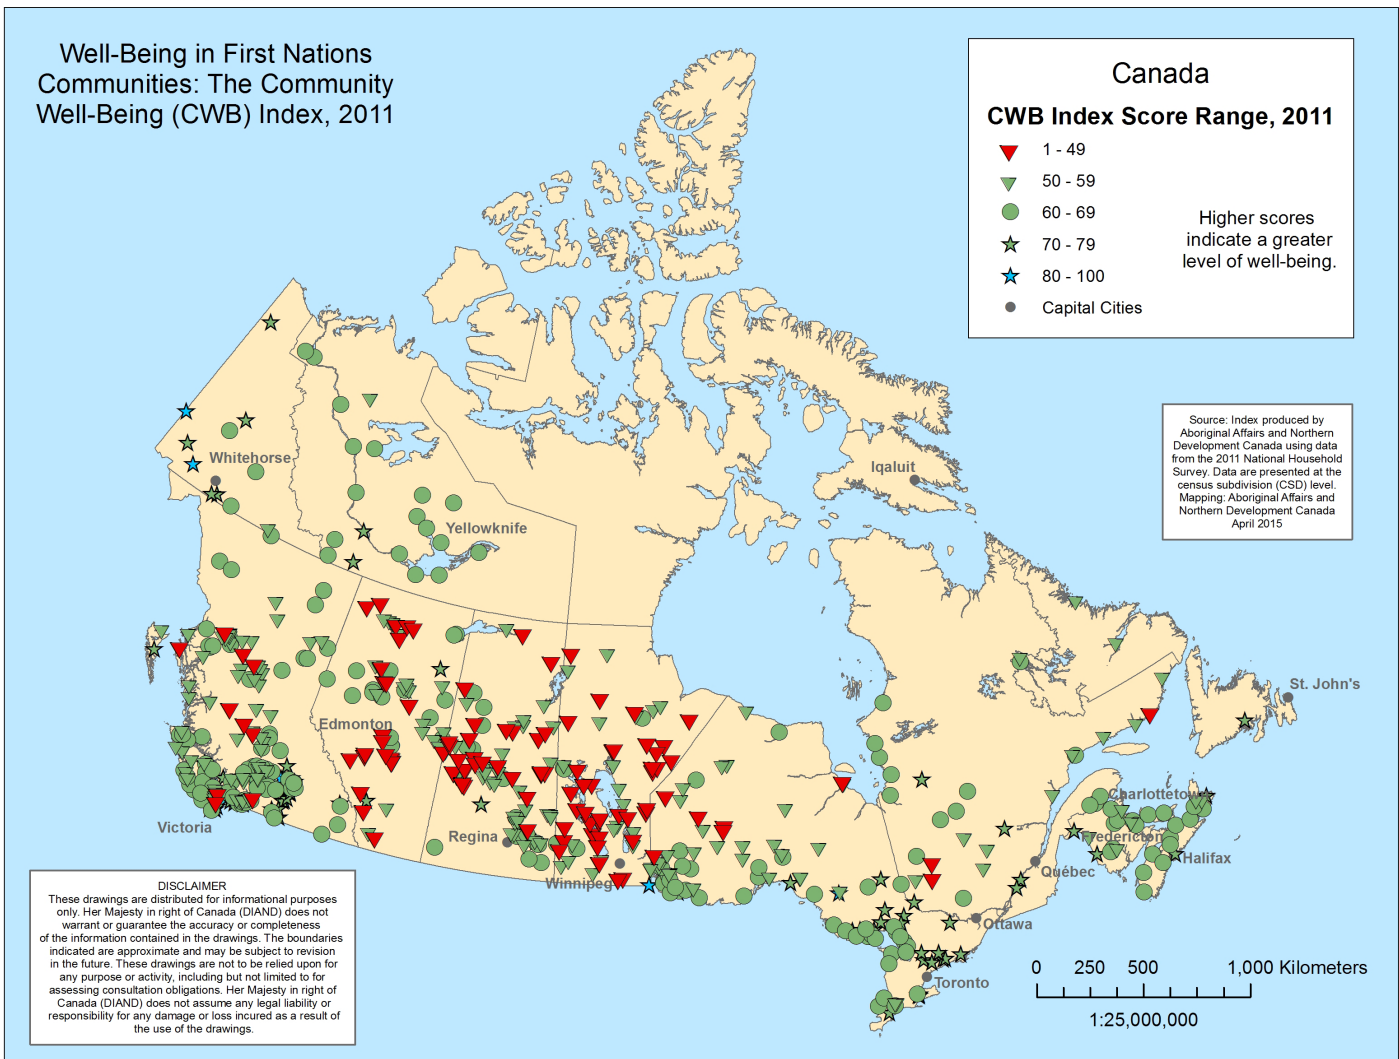 Well-Being in First Nations
Communities: The Community
Well-Being (CWB) Index, 2011
Canada
CWB Index Score Range, 2011
1 - 49
50 - 59
60 - 69
70 - 79
80 - 100
Capital Cities
Higher scores
indicate a greater
level of well-being.
Source: Index produced by
Aboriginal Affairs and Northern
Development Canada using data
from the 2011 National Household
Survey. Data are presented at the
census subdivision (CSD) level.
Mapping: Aboriginal Affairs and
Northern Development Canada
April 2015
Whitehorse
Iqaluit
Yellowknife
St. John's
Edmonton
Charlottetown
Victoria
Regina
Fredericton
Halifax
Québec
Winnipeg
Ottawa
Toronto
DISCLAIMER
These drawings are distributed for informational purposes
only. Her Majesty in right of Canada (DIAND) does not
warrant or guarantee the accuracy or completeness
of the information contained in the drawings. The boundaries
indicated are approximate and may be subject to revision
in the future. These drawings are not to be relied upon for
any purpose or activity, including but not limited to for
assessing consultation obligations. Her Majesty in right of
Canada (DIAND) does not assume any legal liability or
responsibility for any damage or loss incured as a result of
the use of the drawings.
0 250 500 1,000 Kilometers
1:25,000,000